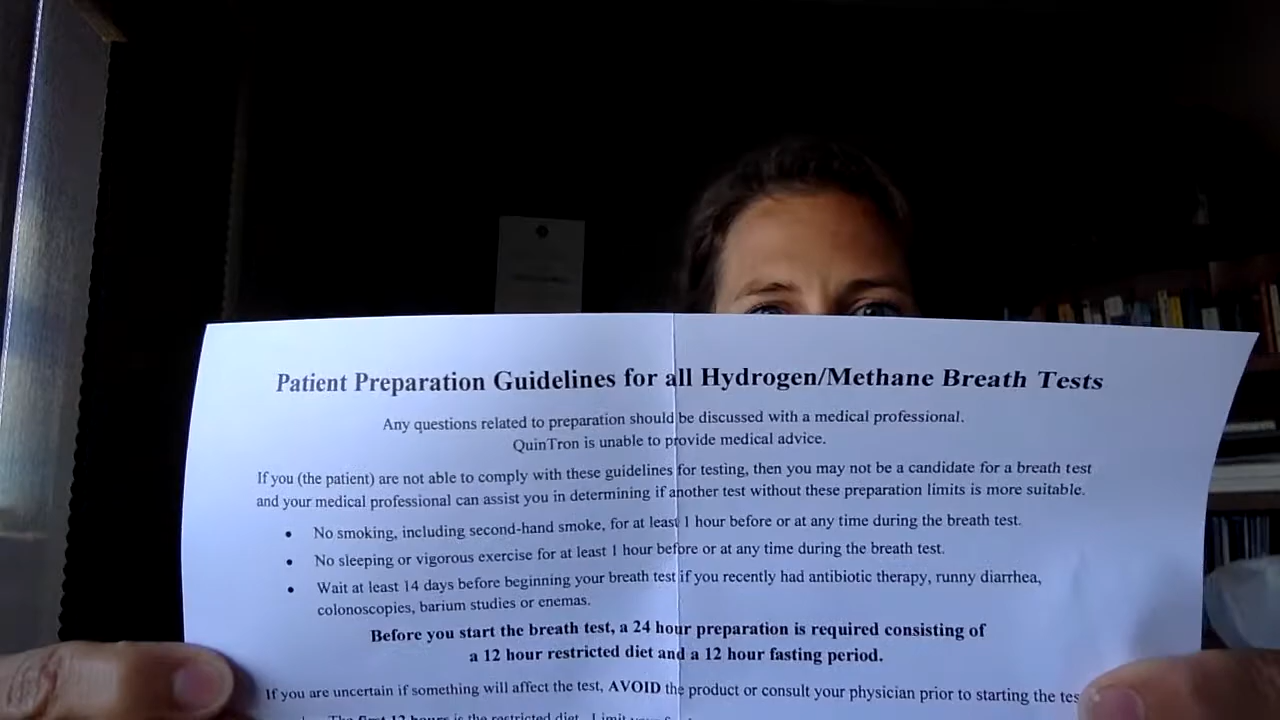 Patient Preparation Guidelines for all Hydrogen/Methane Breath Tests
Any questions related to preparation should be discussed with a medical professional.
QuinTron is unable to provide medical advice.
If you (the patient) are not able to comply with these guidelines for testing, then you may not be a candidate for a breath test
and your medical professional can assist you in determining if another test without these preparation limits is more suitable.
• No smoking, including second-hand smoke, for at least 1 hour before or at any time during the breath test.
• No sleeping or vigorous exercise for at least 1 hour before or at any time during the breath test.
• Wait at least 14 days before beginning your breath test if you recently had antibiotic therapy, runny diarrhea,
colonoscopies, barium studies or enemas.
Before you start the breath test, a 24 hour preparation is required consisting of
a 12 hour restricted diet and a 12 hour fasting period.
If you are uncertain if something will affect the test, AVOID the product or consult your physician prior to starting the tes
The first 12 hours is the restricted diet. Limit